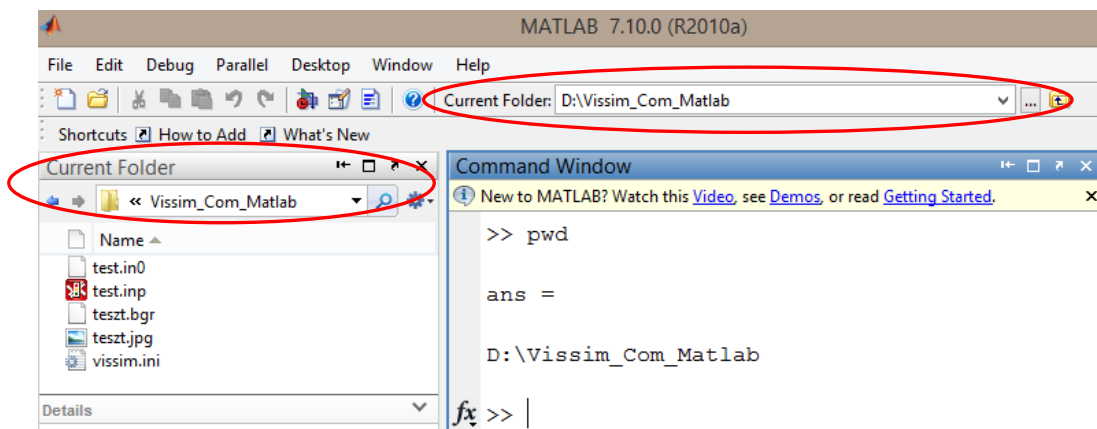 MATLAB 7.10.0 (R2010a)
File Edit Debug Parallel Desktop Window Help
Current Folder: D:\Vissim_Com_Matlab ...
Shortcuts How to Add What's New
Current Folder
« Vissim_Com_Matlab
Name
test.in0
test.inp
teszt.bgr
teszt.jpg
vissim.ini
Details
Command Window
New to MATLAB? Watch this Video, see Demos, or read Getting Started.
>> pwd
ans =
D:\Vissim_Com_Matlab
fx >>